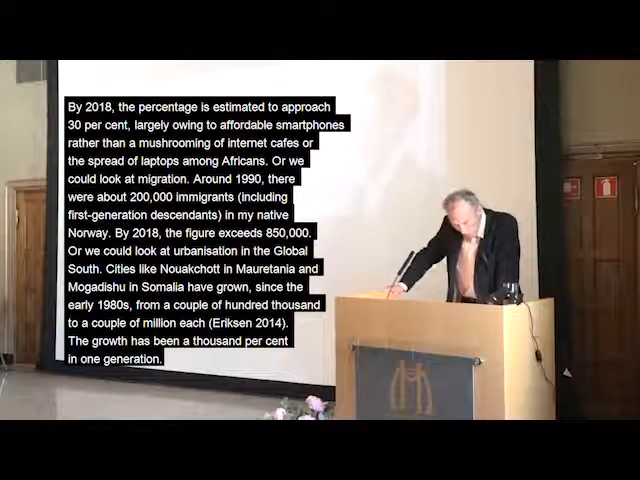 By 2018, the percentage is estimated to approach
30 per cent, largely owing to affordable smartphones
rather than a mushrooming of internet cafes or
the spread of laptops among Africans. Or we
could look at migration. Around 1990, there
were about 200,000 immigrants (including
first-generation descendants) in my native
Norway. By 2018, the figure exceeds 850,000.
Or we could look at urbanisation in the Global
South. Cities like Nouakchott in Mauretania and
Mogadishu in Somalia have grown, since the
early 1980s, from a couple of hundred thousand
to a couple of million each (Eriksen 2014).
The growth has been a thousand per cent
in one generation.